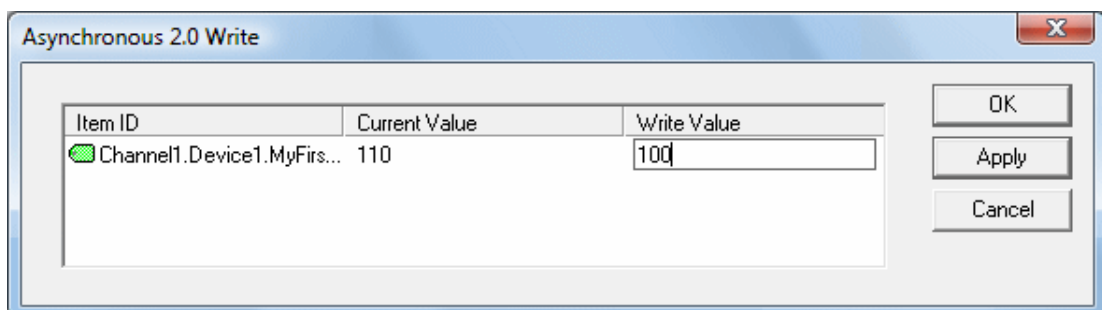 Asynchronous 2.0 Write
Item ID Current Value Write Value
Channel1.Device1.MyFirs... 110 100
OK
Apply
Cancel